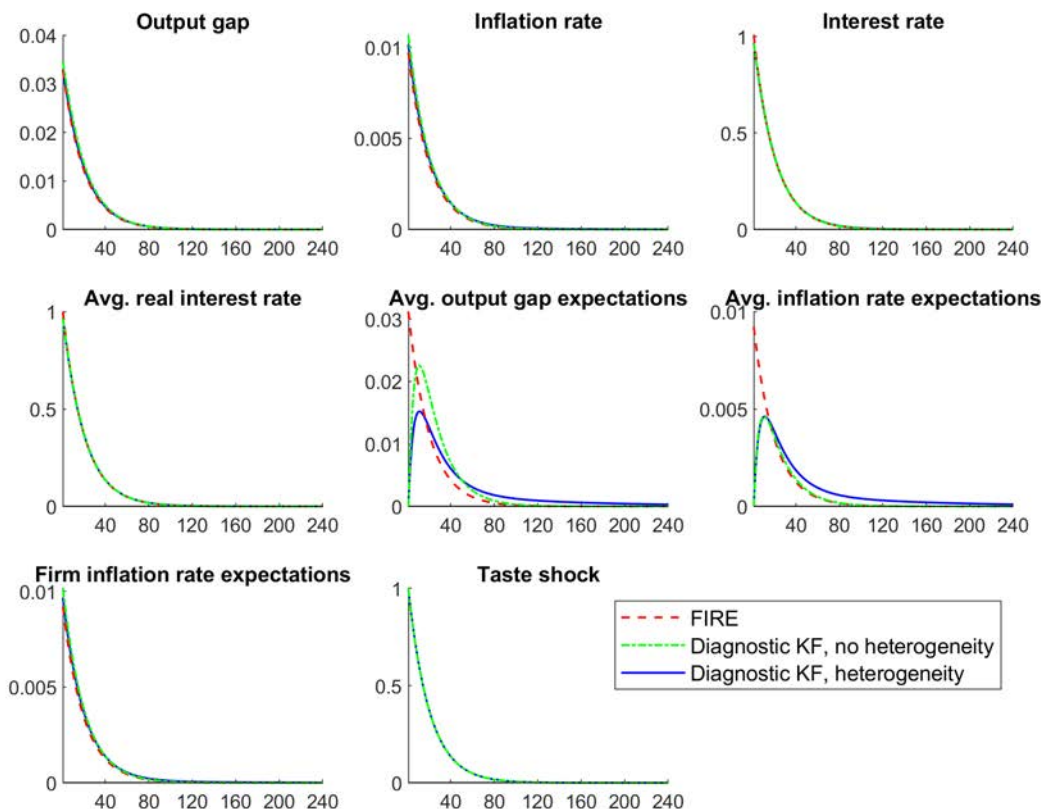 Output gap
0.04
0.03
0.02
0.01
0
40 80 120 160 200 240
Inflation rate
0.01
0.005
0
40 80 120 160 200 240
Interest rate
1
0.5
0
40 80 120 160 200 240
Avg. real interest rate
1
0.5
0
40 80 120 160 200 240
Avg. output gap expectations
0.03
0.02
0.01
0
40 80 120 160 200 240
Avg. inflation rate expectations
0.01
0.005
0
40 80 120 160 200 240
Firm inflation rate expectations
0.01
0.005
0
40 80 120 160 200 240
Taste shock
1
0.5
0
40 80 120 160 200 240
FIRE
Diagnostic KF, no heterogeneity
Diagnostic KF, heterogeneity